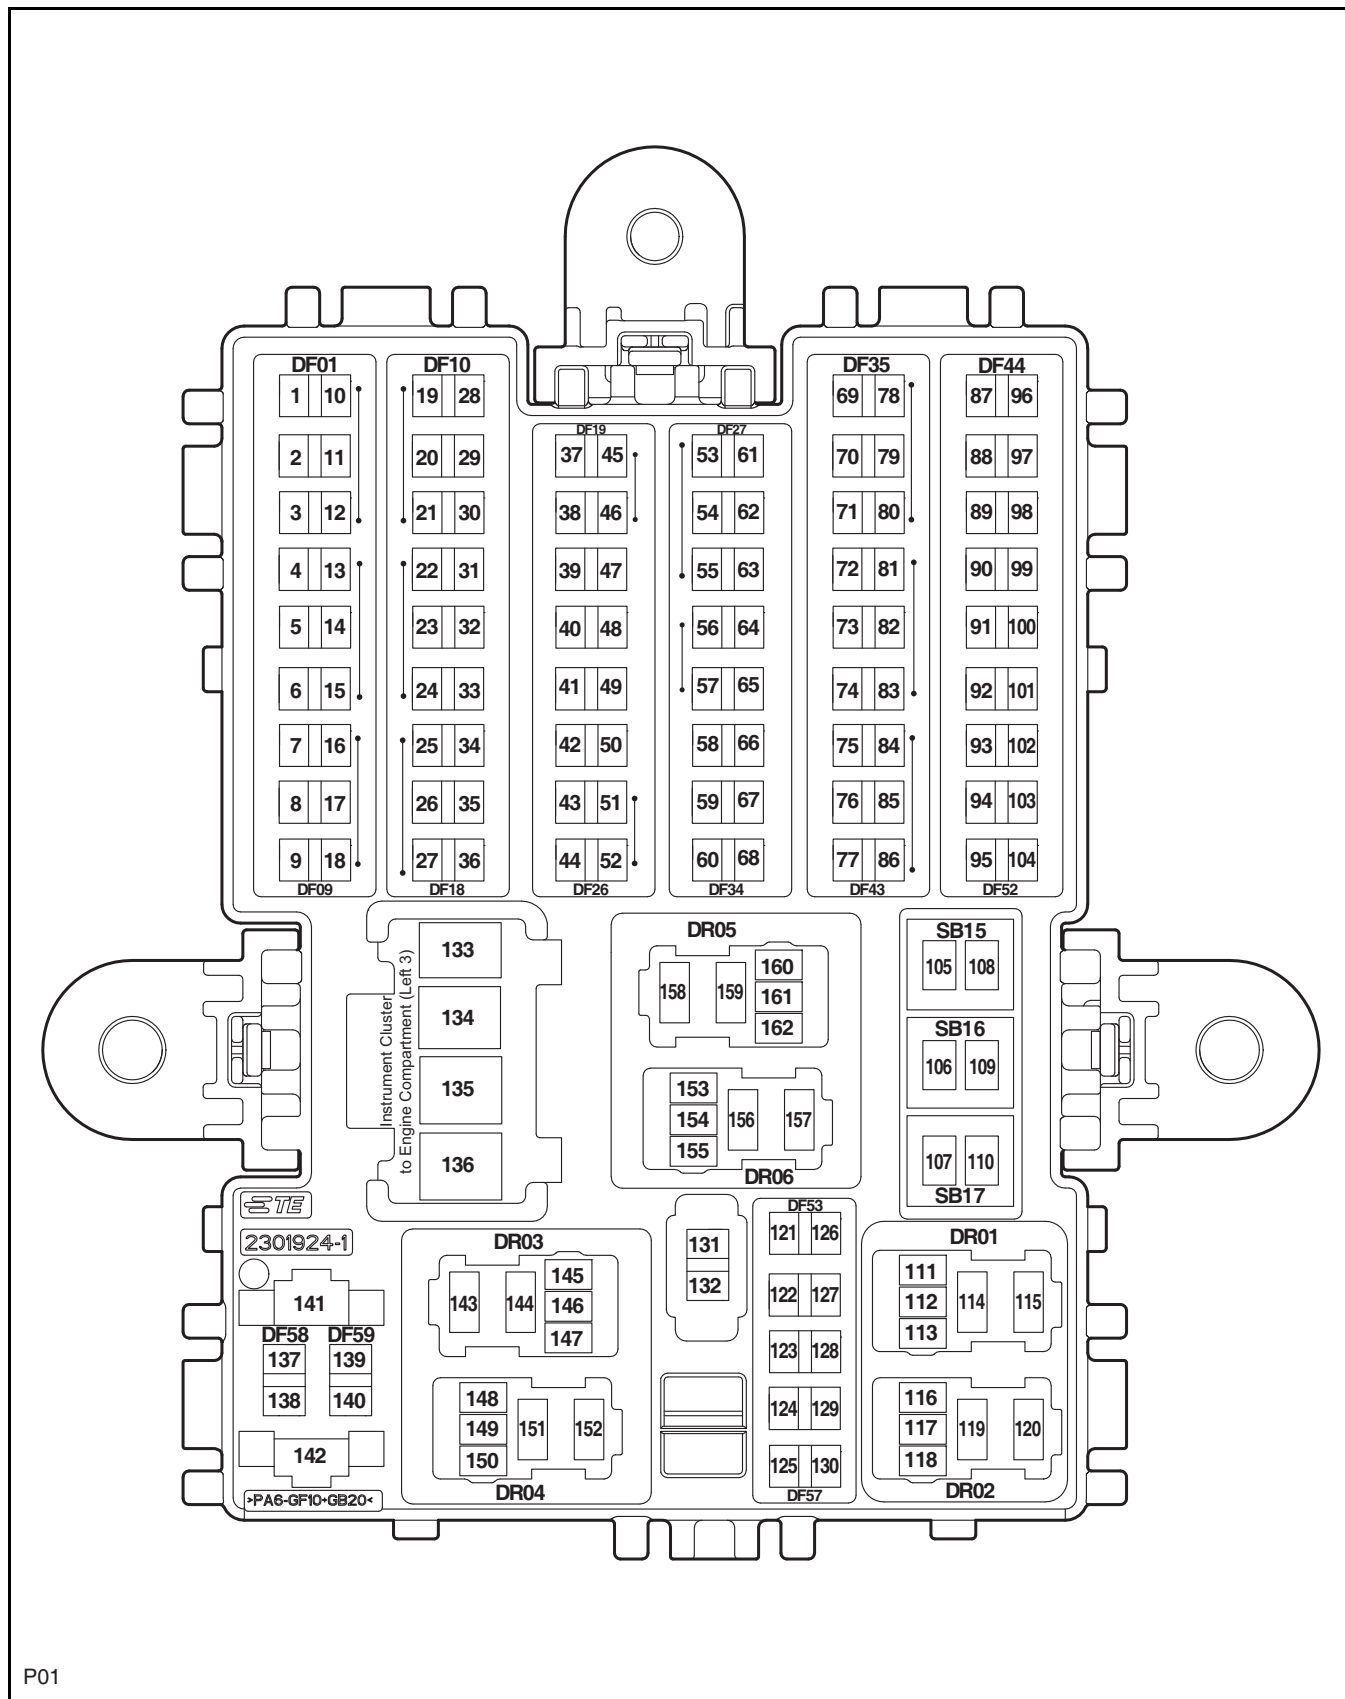 DF01 DF10 DF35 DF44
1 10 19 28 69 78 87 96
DF19 DF27
2 11 20 29 37 45 53 61 70 79 88 97
3 12 21 30 38 46 54 62 71 80 89 98
4 13 22 31 39 47 55 63 72 81 90 99
5 14 23 32 40 48 56 64 73 82 91 100
6 15 24 33 41 49 57 65 74 83 92 101
7 16 25 34 42 50 58 66 75 84 93 102
8 17 26 35 43 51 59 67 76 85 94 103
9 18 27 36 44 52 60 68 77 86 95 104
DF09 DF18 DF26 DF34 DF43 DF52
Instrument Cluster
to Engine Compartment (Left 3)
133
134
135
136
DR05
158 159 160
161
162
153
154 156 157
155
DR06
SB15
105 108
SB16
106 109
107 110
SB17
TE
2301924-1
141
DF58 DF59
137 139
138 140
142
>PA6-GF10+GB20<
DR03
143 144 145
146
147
148
149 151 152
150
DR04
131
132
DF53
121 126
122 127
123 128
124 129
125 130
DF57
DR01
111
112 114 115
113
116
117 119 120
118
DR02
P01